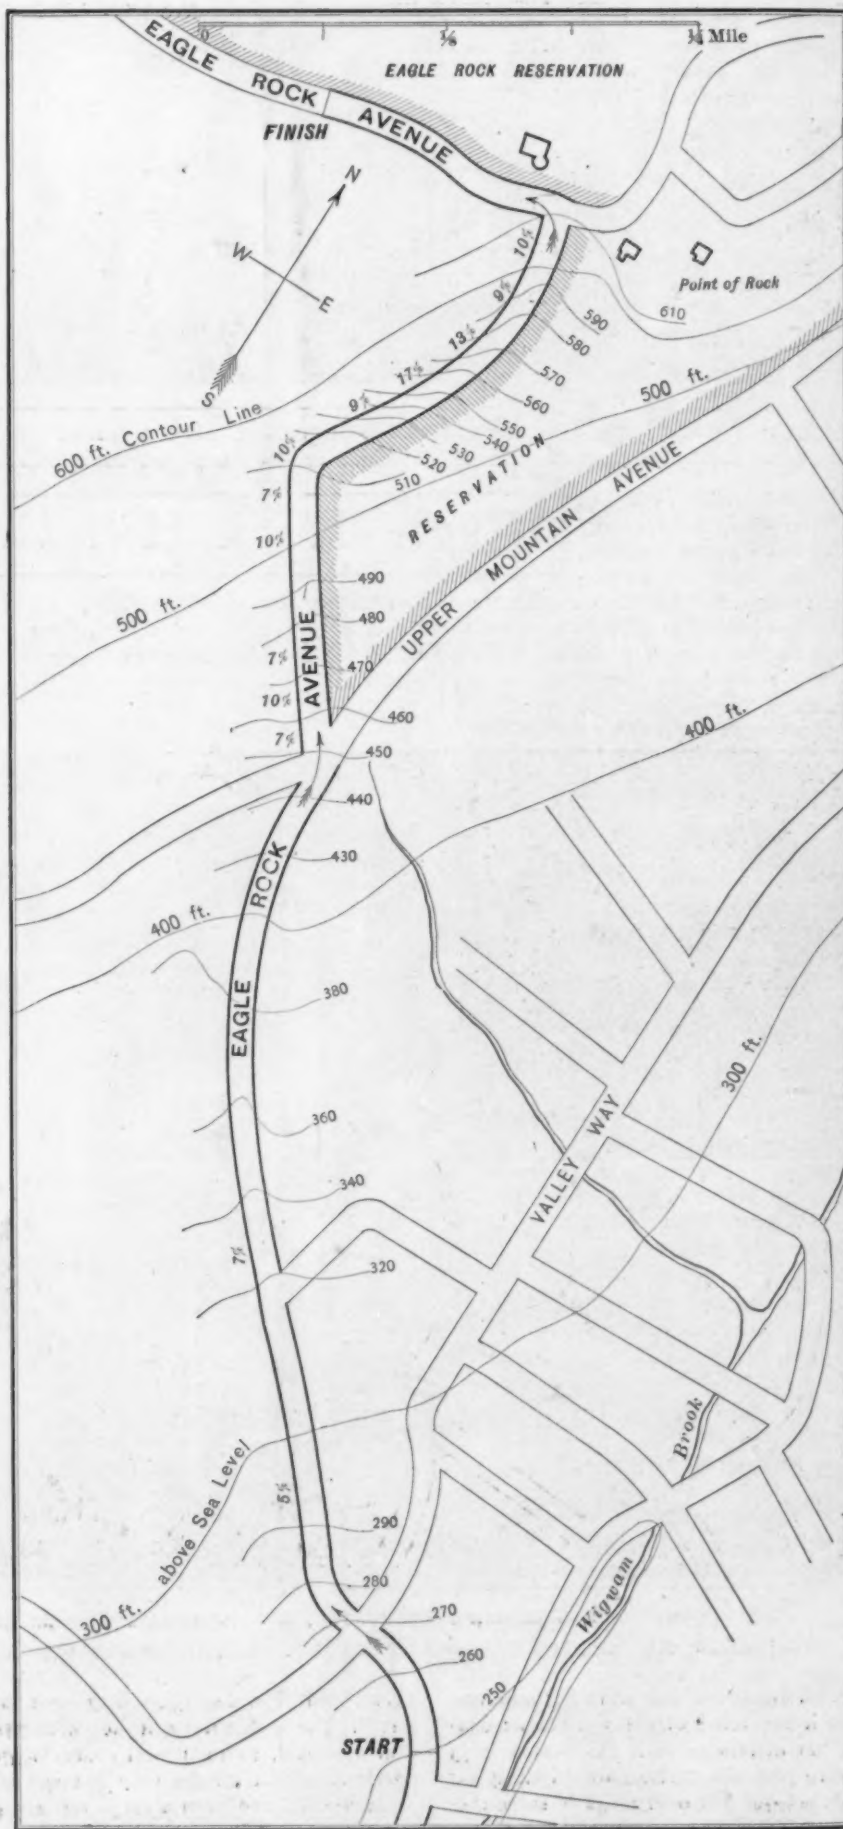 0 ⅛ ¼ Mile
EAGLE ROCK RESERVATION
EAGLE ROCK AVENUE
FINISH
N
W
E
S
10%
Point of Rock
9%
610
590
13%
580
17%
570
500 ft.
560
9%
550
600 ft. Contour Line
540
10%
530
520
510
RESERVATION
7%
UPPER MOUNTAIN AVENUE
10%
500 ft.
490
480
AVENUE
7%
470
10%
460
400 ft.
7%
450
440
430
ROCK
400 ft.
380
EAGLE
300 ft.
360
VALLEY WAY
340
7%
320
Brook
5%
300 ft. above Sea Level
290
280
Wigwam
270
260
250
START